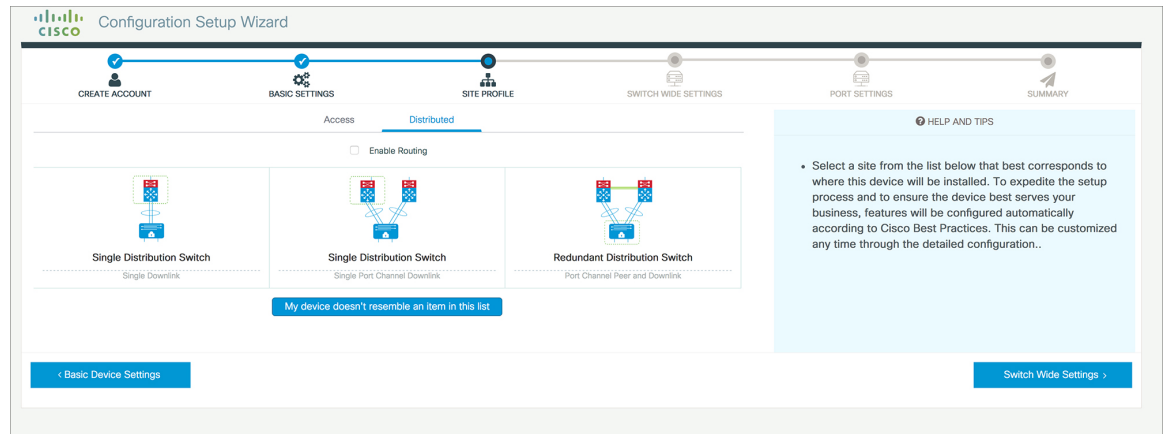 CISCO
Configuration Setup Wizard
CREATE ACCOUNT
BASIC SETTINGS
SITE PROFILE
SWITCH WIDE SETTINGS
PORT SETTINGS
SUMMARY
Access
Distributed
Enable Routing
Single Distribution Switch
Single Downlink
Single Distribution Switch
Single Port Channel Downlink
Redundant Distribution Switch
Port Channel Peer and Downlink
My device doesn't resemble an item in this list
HELP AND TIPS
• Select a site from the list below that best corresponds to
where this device will be installed. To expedite the setup
process and to ensure the device best serves your
business, features will be configured automatically
according to Cisco Best Practices. This can be customized
any time through the detailed configuration..
< Basic Device Settings
Switch Wide Settings >